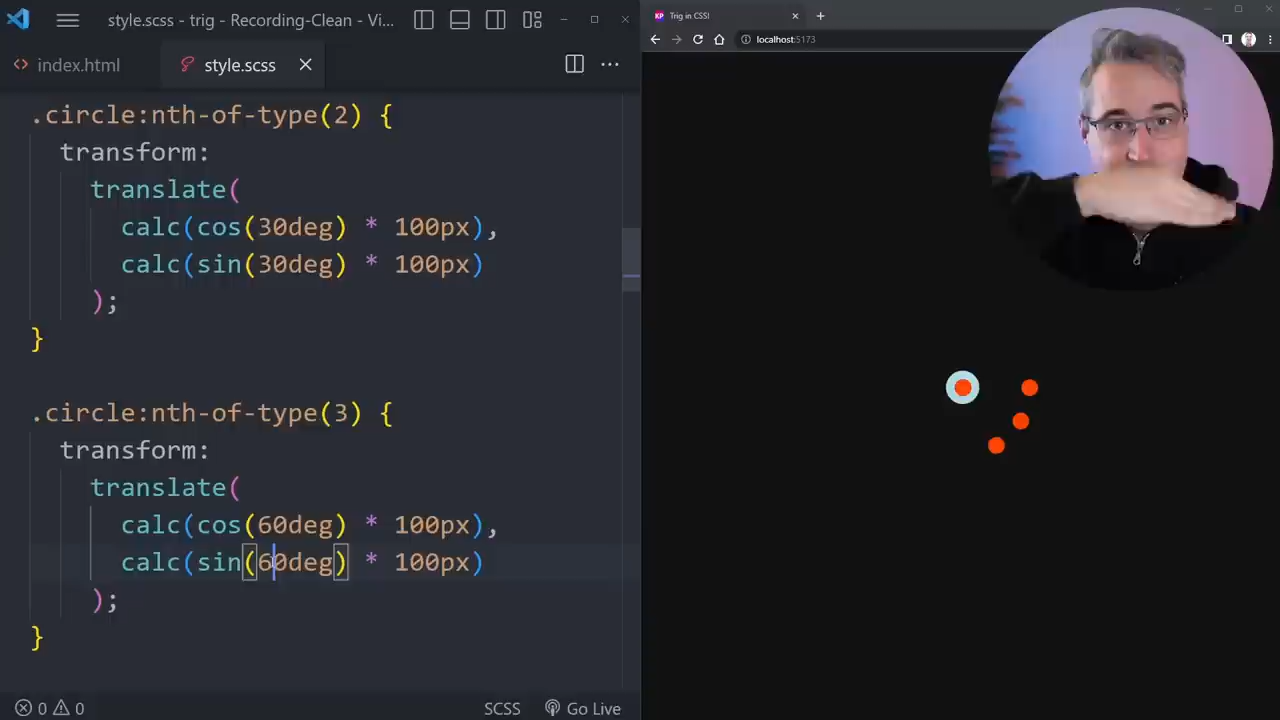 style.scss - trig - Recording-Clean - Vi...
index.html
style.scss
.circle:nth-of-type(2) {
transform:
translate(
calc(cos(30deg) * 100px),
calc(sin(30deg) * 100px)
);
}
.circle:nth-of-type(3) {
transform:
translate(
calc(cos(60deg) * 100px),
calc(sin(60deg) * 100px)
);
}
0 0
SCSS
Go Live
KP
Trig in CSS!
localhost:5173